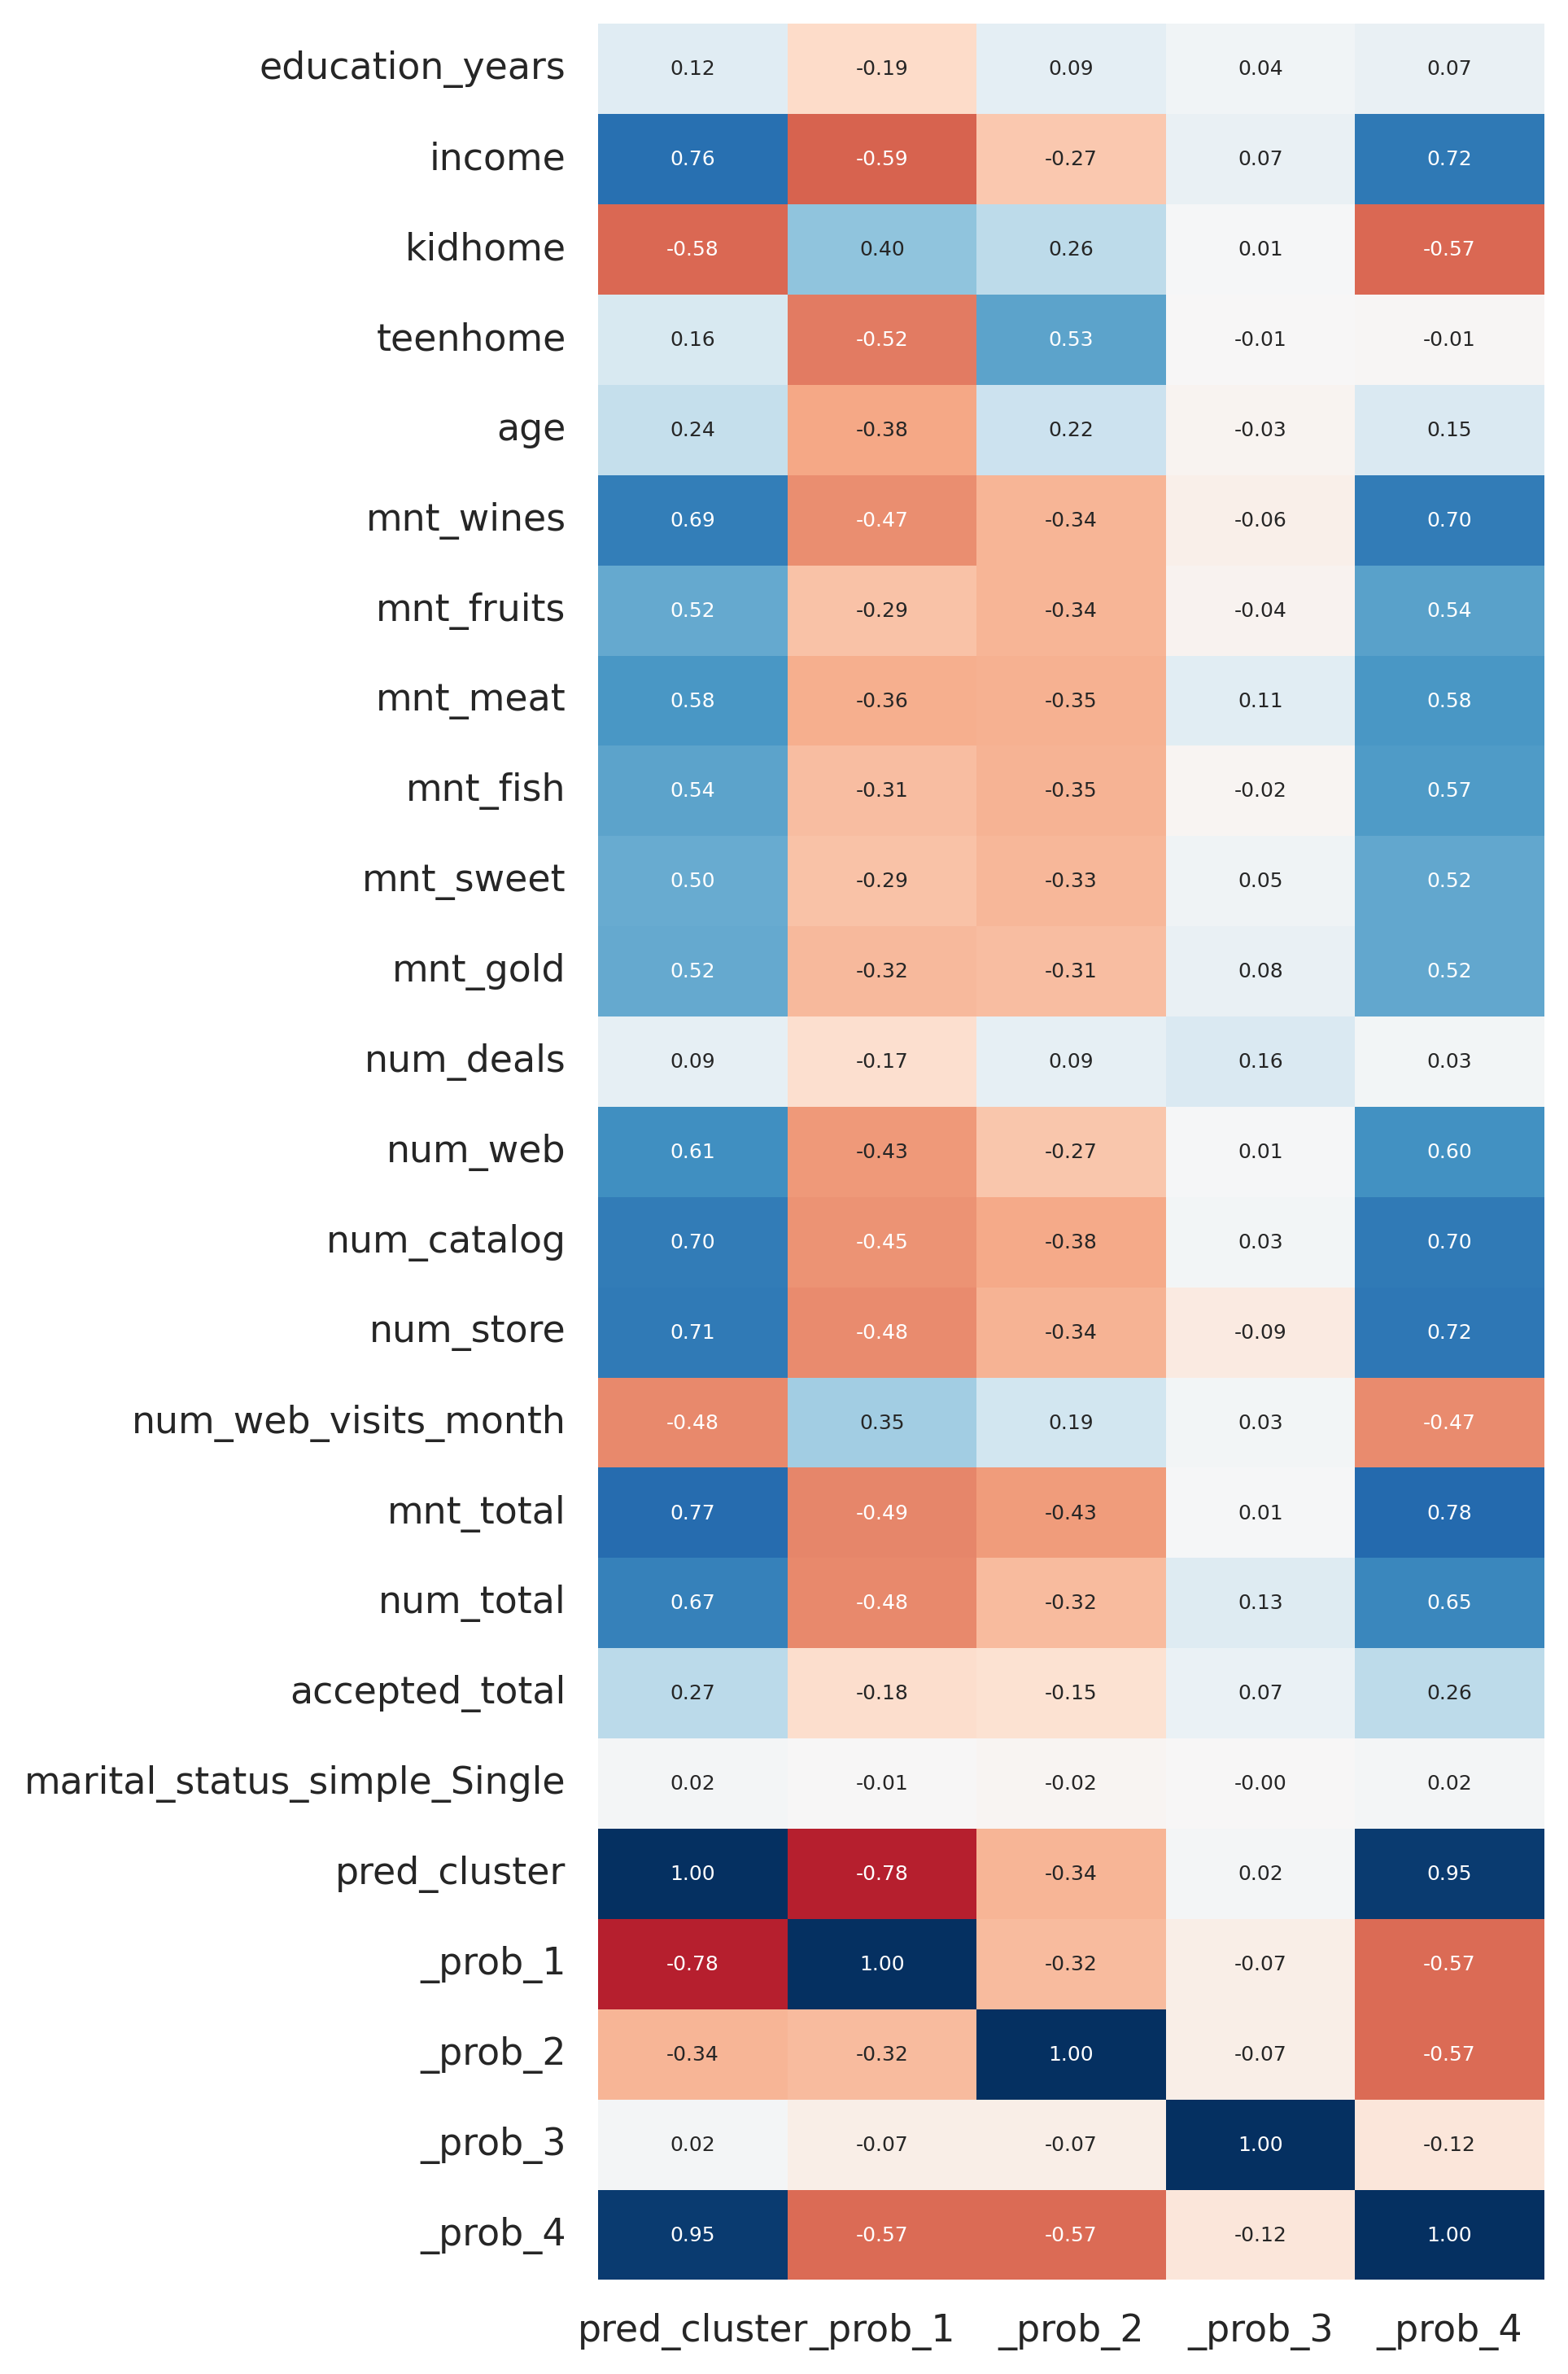 education_years 0.12 -0.19 0.09 0.04 0.07
income 0.76 -0.59 -0.27 0.07 0.72
kidhome -0.58 0.40 0.26 0.01 -0.57
teenhome 0.16 -0.52 0.53 -0.01 -0.01
age 0.24 -0.38 0.22 -0.03 0.15
mnt_wines 0.69 -0.47 -0.34 -0.06 0.70
mnt_fruits 0.52 -0.29 -0.34 -0.04 0.54
mnt_meat 0.58 -0.36 -0.35 0.11 0.58
mnt_fish 0.54 -0.31 -0.35 -0.02 0.57
mnt_sweet 0.50 -0.29 -0.33 0.05 0.52
mnt_gold 0.52 -0.32 -0.31 0.08 0.52
num_deals 0.09 -0.17 0.09 0.16 0.03
num_web 0.61 -0.43 -0.27 0.01 0.60
num_catalog 0.70 -0.45 -0.38 0.03 0.70
num_store 0.71 -0.48 -0.34 -0.09 0.72
num_web_visits_month -0.48 0.35 0.19 0.03 -0.47
mnt_total 0.77 -0.49 -0.43 0.01 0.78
num_total 0.67 -0.48 -0.32 0.13 0.65
accepted_total 0.27 -0.18 -0.15 0.07 0.26
marital_status_simple_Single 0.02 -0.01 -0.02 -0.00 0.02
pred_cluster 1.00 -0.78 -0.34 0.02 0.95
_prob_1 -0.78 1.00 -0.32 -0.07 -0.57
_prob_2 -0.34 -0.32 1.00 -0.07 -0.57
_prob_3 0.02 -0.07 -0.07 1.00 -0.12
_prob_4 0.95 -0.57 -0.57 -0.12 1.00
pred_cluster _prob_1 _prob_2 _prob_3 _prob_4